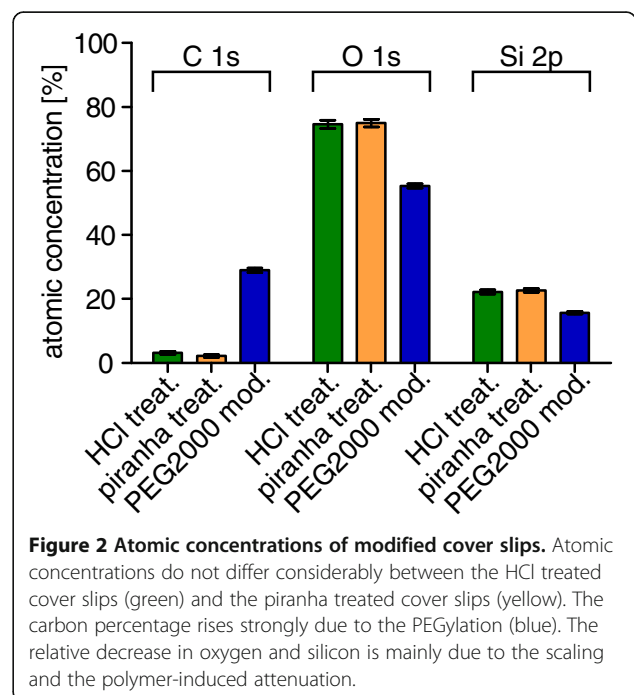 C 1s O 1s Si 2p
100
80
60
40
20
0
atomic concentration [%]
HCl treat.
piranha treat.
PEG2000 mod.
HCl treat.
piranha treat.
PEG2000 mod.
HCl treat.
piranha treat.
PEG2000 mod.
Figure 2 Atomic concentrations of modified cover slips. Atomic
concentrations do not differ considerably between the HCl treated
cover slips (green) and the piranha treated cover slips (yellow). The
carbon percentage rises strongly due to the PEGylation (blue). The
relative decrease in oxygen and silicon is mainly due to the scaling
and the polymer-induced attenuation.